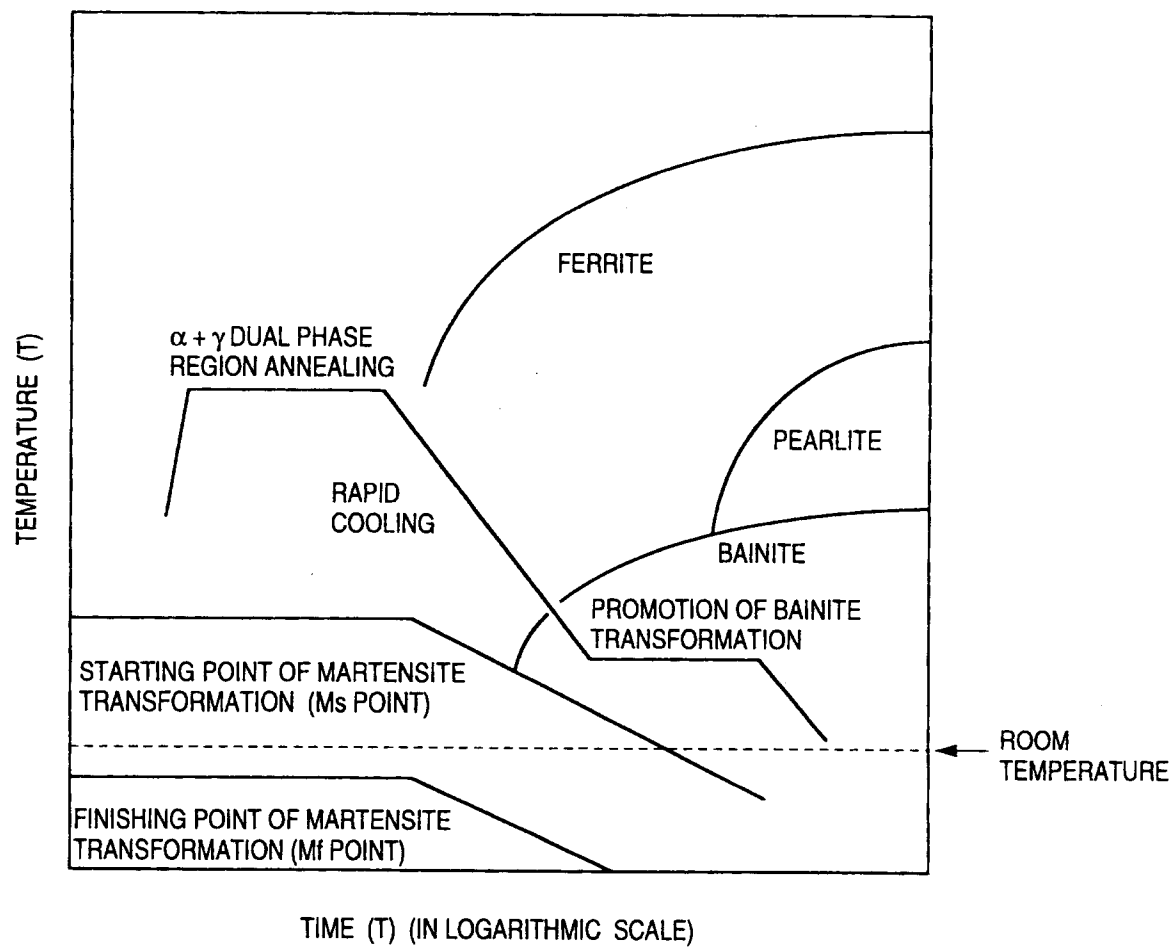 FERRITE
α + γ DUAL PHASE
REGION ANNEALING
TEMPERATURE (T)
PEARLITE
RAPID
COOLING
BAINITE
PROMOTION OF BAINITE
TRANSFORMATION
STARTING POINT OF MARTENSITE
TRANSFORMATION (Ms POINT)
ROOM
TEMPERATURE
FINISHING POINT OF MARTENSITE
TRANSFORMATION (Mf POINT)
TIME (T) (IN LOGARITHMIC SCALE)